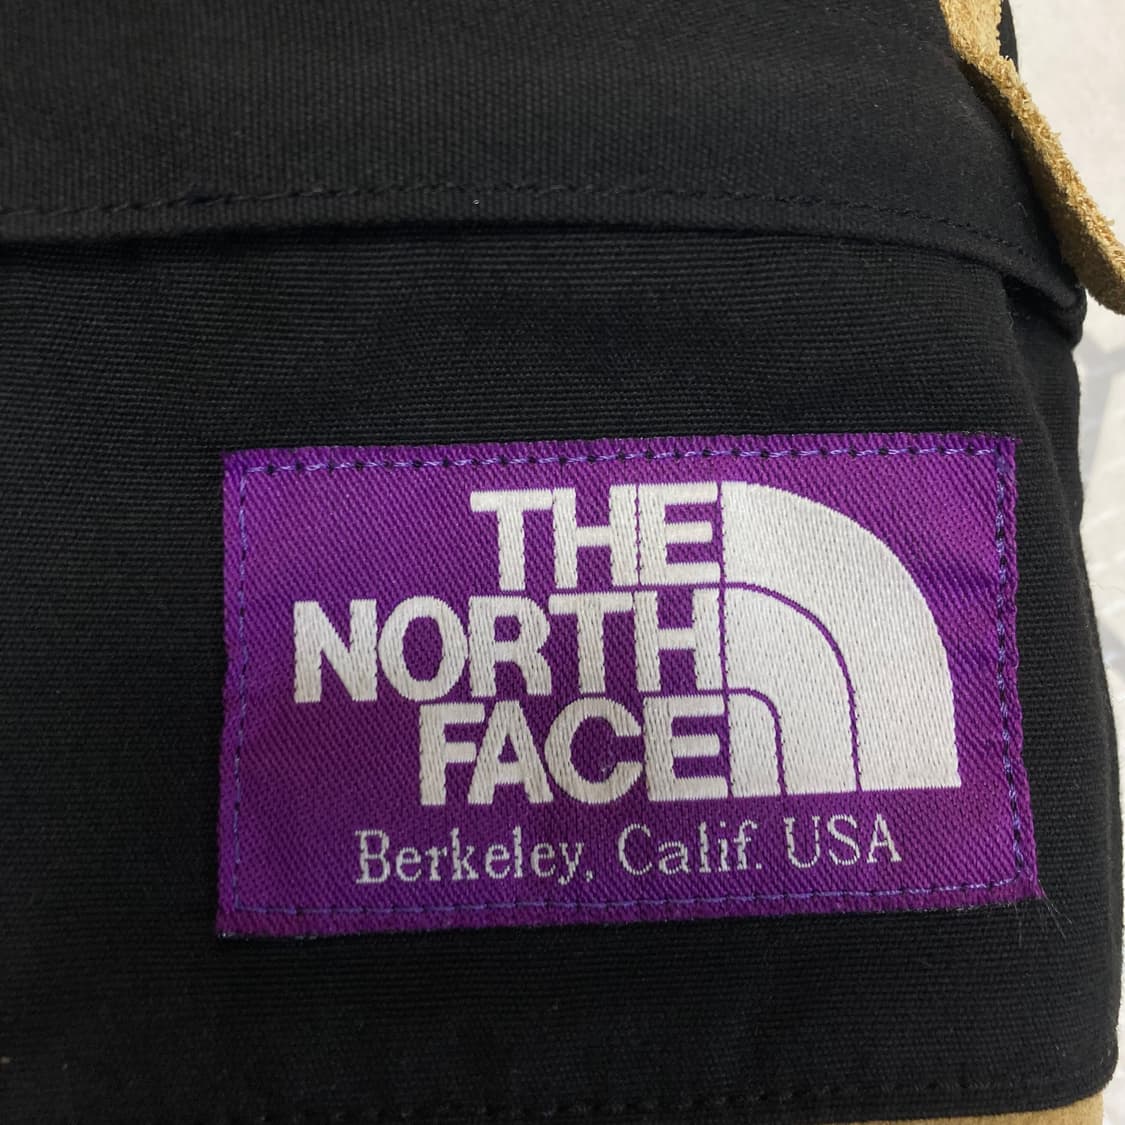 THE
NORTH
FACE
Berkeley, Calif. USA